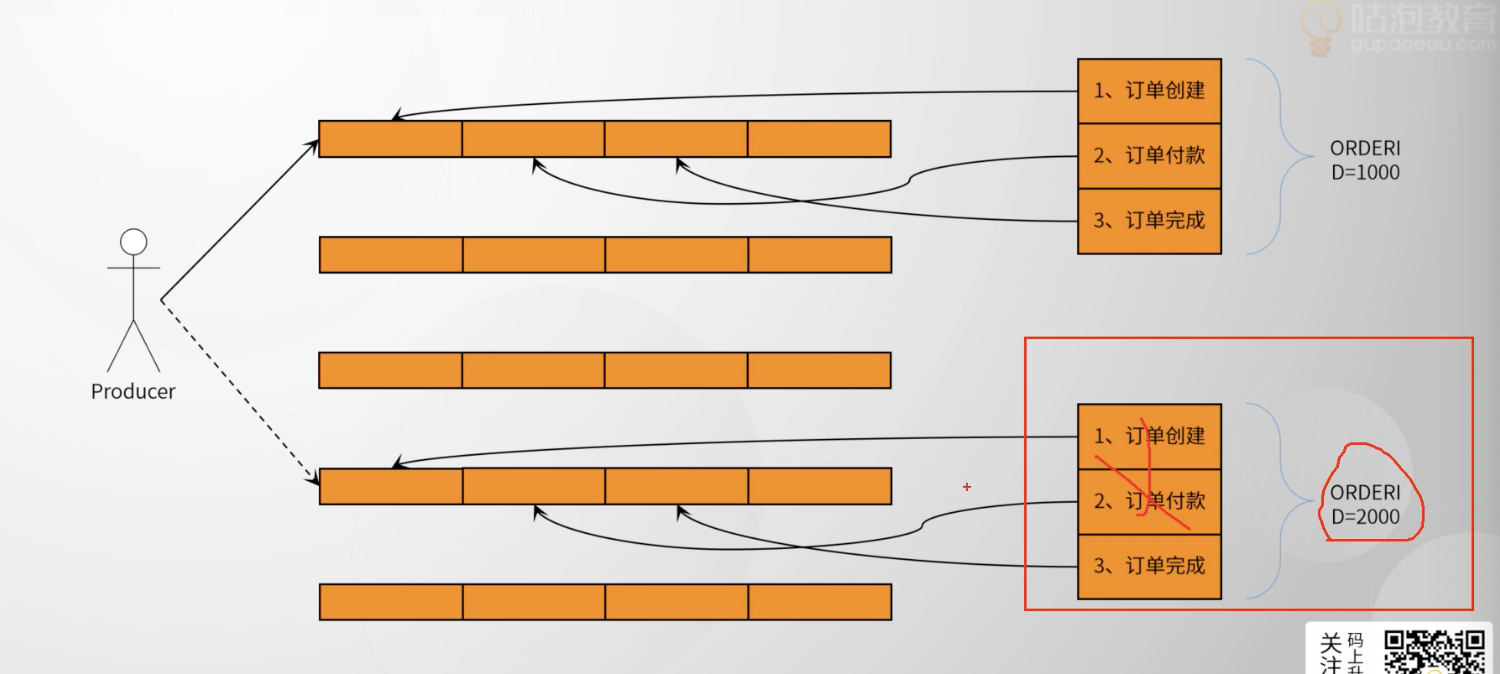 咕泡教育
gupaoedu.com
1、订单创建
2、订单付款
3、订单完成
ORDERI
D=1000
Producer
1、订单创建
2、订单付款
3、订单完成
ORDERI
D=2000
关注
码上